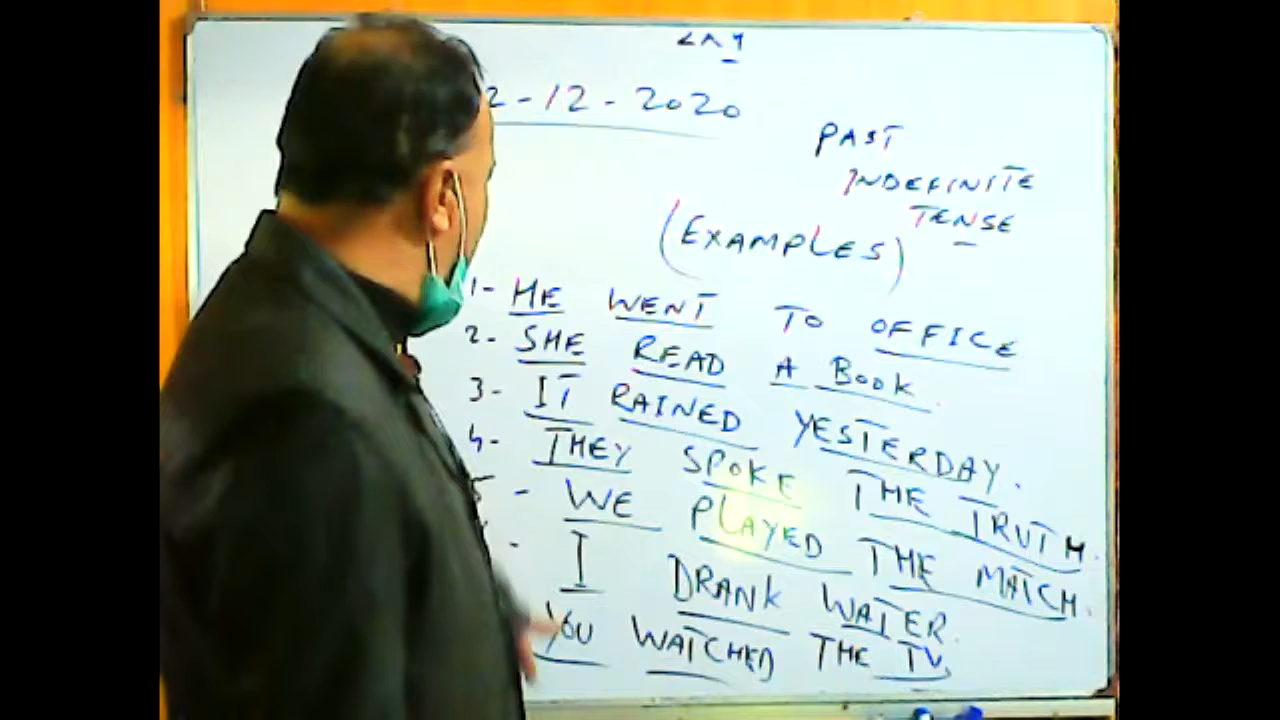 2-12-2020
PAST
INDEFINITE
TENSE
(EXAMPLES)
1- HE WENT TO OFFICE
2- SHE READ A BOOK.
3- IT RAINED YESTERDAY.
4- THEY SPOKE THE TRUTH.
5- WE PLAYED THE MATCH.
- I DRANK WATER.
YOU WATCHED THE TV.